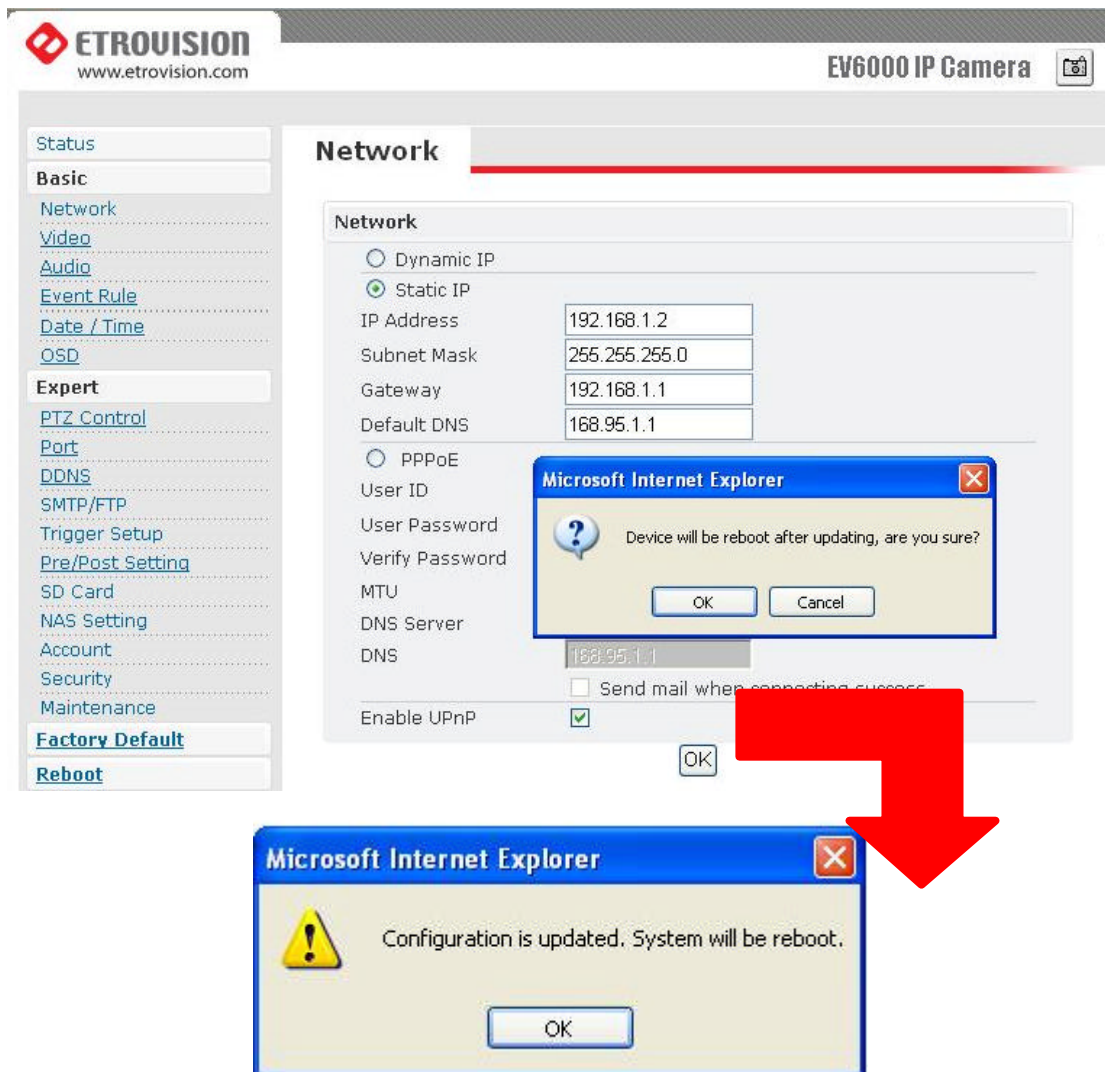 ETROVISION
www.etrovision.com
EV6000 IP Camera
Status
Basic
Network
Video
Audio
Event Rule
Date / Time
OSD
Expert
PTZ Control
Port
DDNS
SMTP/FTP
Trigger Setup
Pre/Post Setting
SD Card
NAS Setting
Account
Security
Maintenance
Factory Default
Reboot
Network
Network
Dynamic IP
Static IP
IP Address 192.168.1.2
Subnet Mask 255.255.255.0
Gateway 192.168.1.1
Default DNS 168.95.1.1
PPPoE
User ID
User Password
Verify Password
MTU
DNS Server
DNS 168.95.1.1
Send mail when connecting success
Enable UPnP
OK
Microsoft Internet Explorer
Device will be reboot after updating, are you sure?
OK Cancel
Microsoft Internet Explorer
Configuration is updated. System will be reboot.
OK